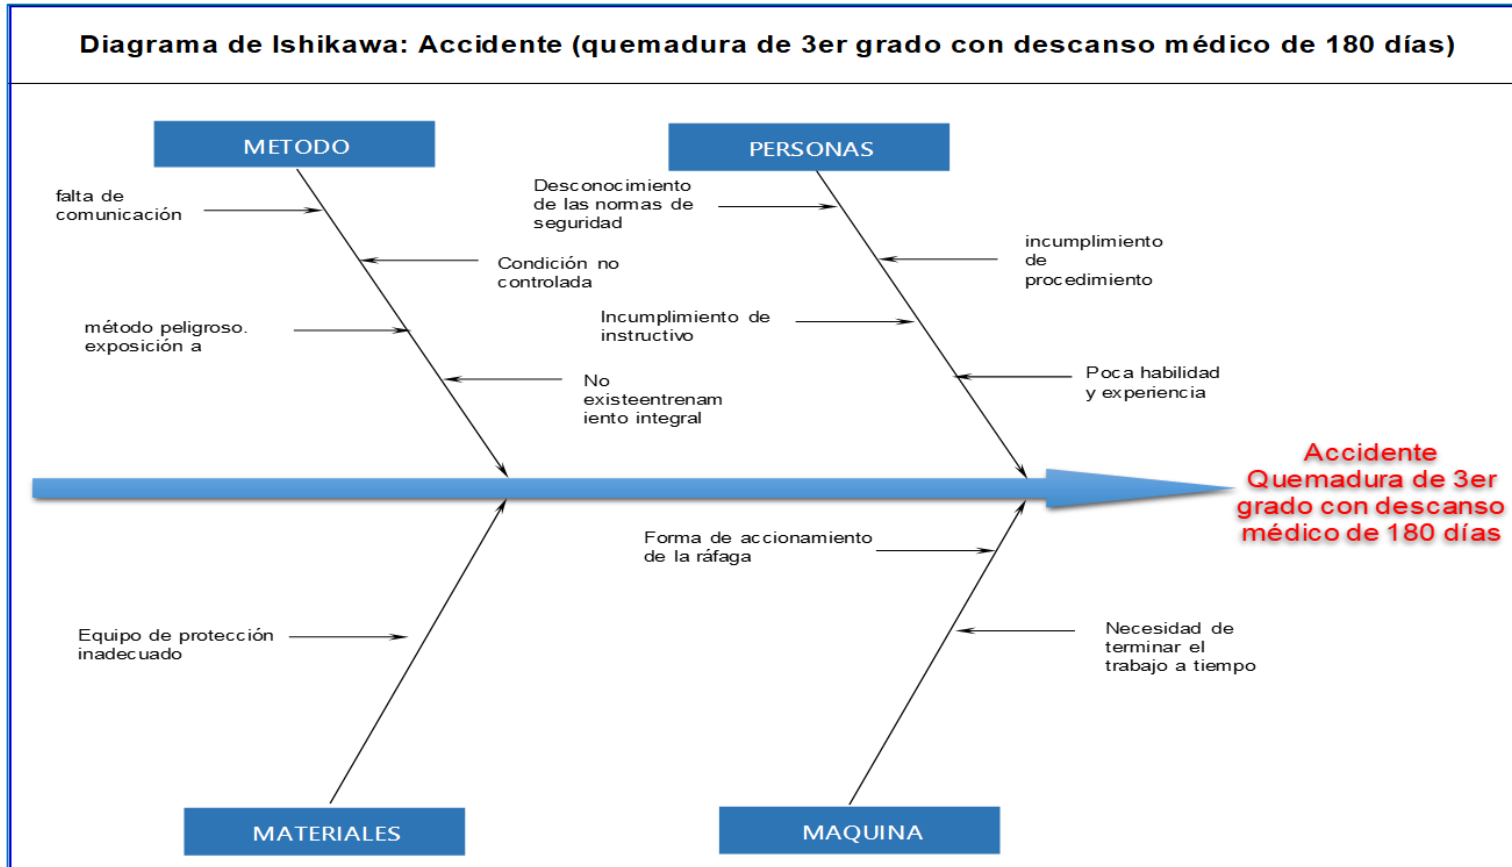 Diagrama de Ishikawa: Accidente (quemadura de 3er grado con descanso médico de 180 días)
METODO
PERSONAS
falta de
comunicación
Condición no
controlada
método peligroso.
exposición a
No
existeentrenam
iento integral
Desconocimiento
de las normas de
seguridad
incumplimiento
de
procedimiento
Incumplimiento de
instructivo
Poca habilidad
y experiencia
Accidente
Quemadura de 3er
grado con descanso
médico de 180 días
Forma de accionamiento
de la ráfaga
Equipo de protección
inadecuado
Necesidad de
terminar el
trabajo a tiempo
MATERIALES
MAQUINA